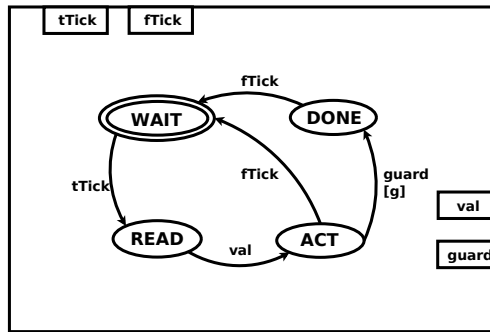 tTick
fTick
fTick
WAIT
DONE
tTick
fTick
guard
[g]
val
READ
val
ACT
guard